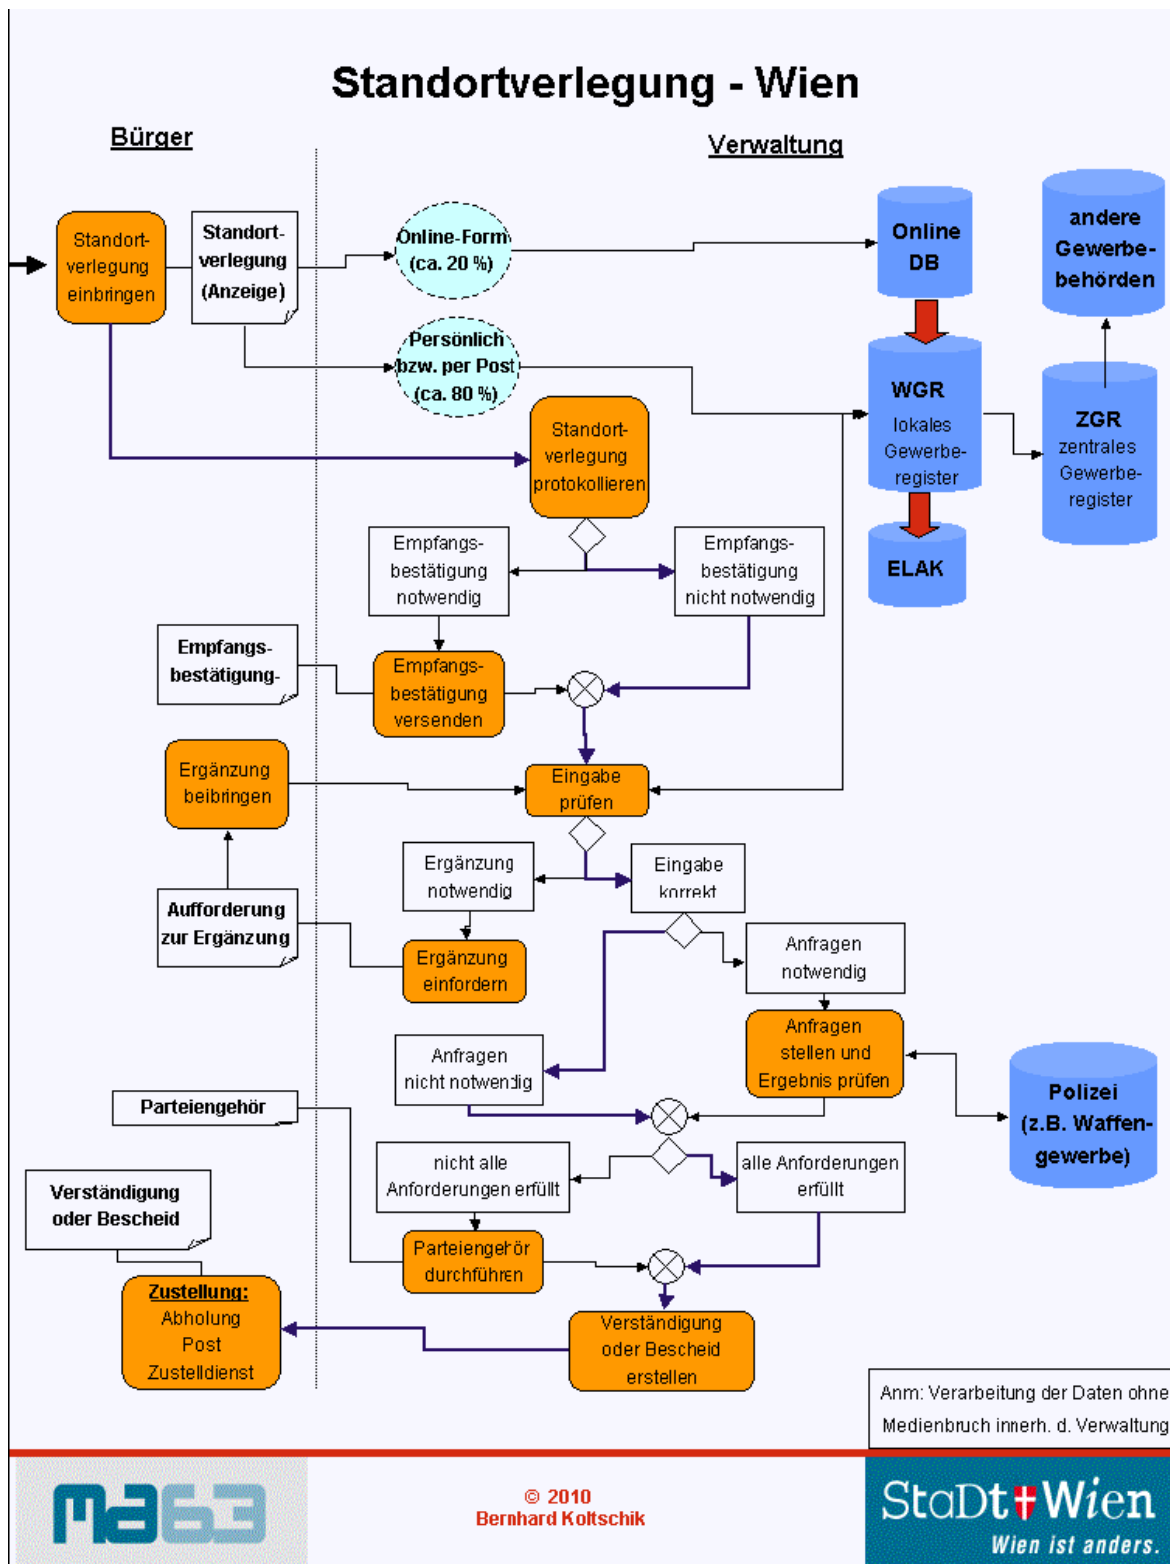 Standortverlegung - Wien
Bürger
Verwaltung
Standort-
verlegung
einbringen
Standort-
verlegung
(Anzeige)
Online-Form
(ca. 20 %)
Online
DB
andere
Gewerbe-
behörden
Persönlich
bzw. per Post
(ca. 80 %)
WGR
lokales
Gewerbe-
register
ZGR
zentrales
Gewerbe-
register
Standort-
verlegung
protokollieren
ELAK
Empfangs-
bestätigung
notwendig
Empfangs-
bestätigung
nicht notwendig
Empfangs-
bestätigung-
Empfangs-
bestätigung
versenden
Ergänzung
beibringen
Eingabe
prüfen
Ergänzung
notwendig
Eingabe
korrekt
Aufforderung
zur Ergänzung
Ergänzung
einfordern
Anfragen
notwendig
Anfragen
nicht notwendig
Anfragen
stellen und
Ergebnis prüfen
Polizei
(z.B. Waffen-
gewerbe)
Parteiengehör
nicht alle
Anforderungen erfüllt
alle Anforderungen
erfüllt
Verständigung
oder Bescheid
Parteiengehör
durchführen
Zustellung:
Abholung
Post
Zustelldienst
Verständigung
oder Bescheid
erstellen
Anm: Verarbeitung der Daten ohne
Medienbruch innerh. d. Verwaltung
ma63
© 2010
Bernhard Koltschik
StaDt Wien
Wien ist anders.